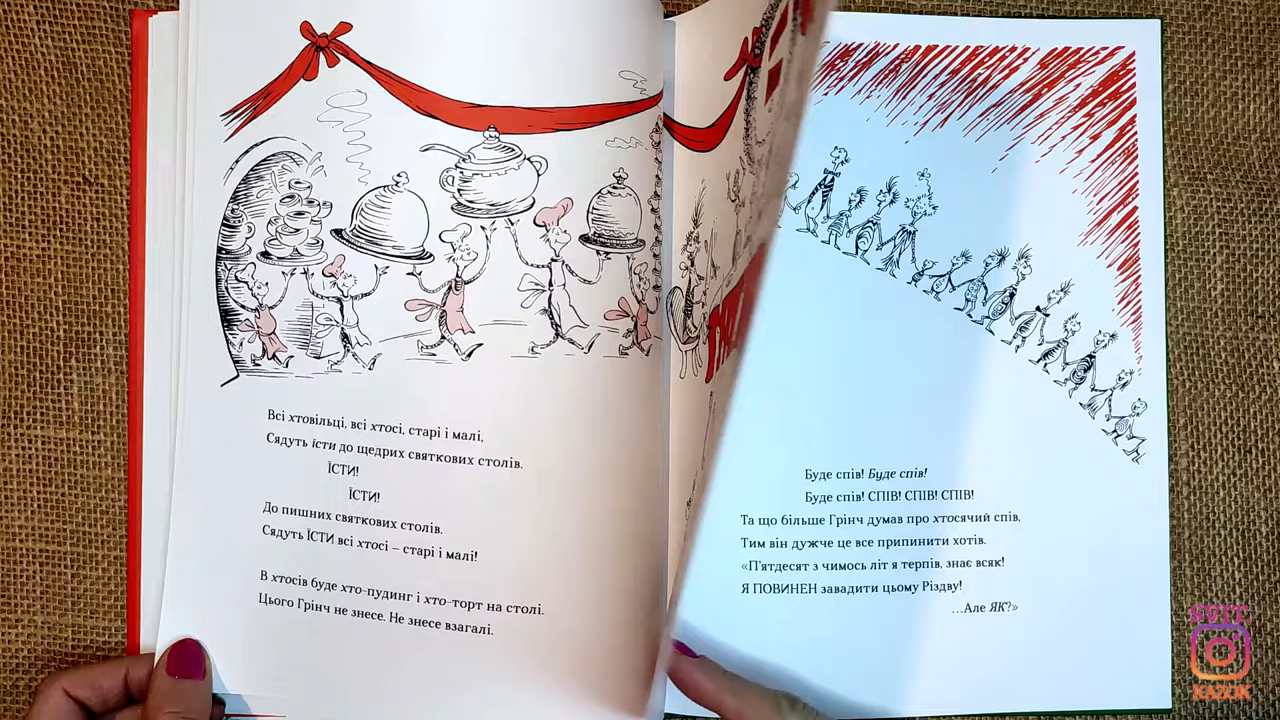 Всі хтовільці, всі хтосі, старі і малі,
Сядуть їсти до щедрих святкових столів.
ЇСТИ!
ЇСТИ!
До пишних святкових столів.
Сядуть ЇСТИ всі хтосі – старі і малі!
В хтосів буде хто-пудинг і хто-торт на столі.
Цього Грінч не знесе. Не знесе взагалі.
Буде спів! Буде спів!
Буде спів! СПІВ! СПІВ! СПІВ!
Та що більше Грінч думав про хтосячий спів,
Тим він дужче це все припинити хотів.
«П'ятдесят з чимось літ я терпів, знає всяк!
Я ПОВИНЕН завадити цьому Різдву!
...Але ЯК?»
SVIT.
KAZOK